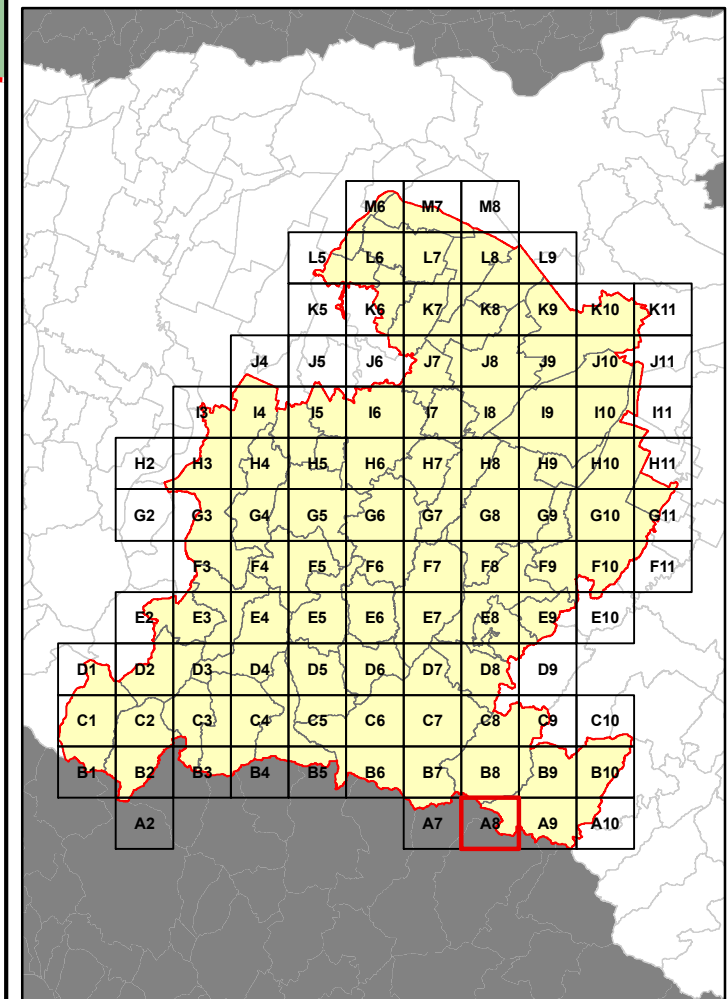 M6 M7 M8
L5 L6 L7 L8 L9
K5 K6 K7 K8 K9 K10 K11
J4 J5 J6 J7 J8 J9 J10 J11
I3 I4 I5 I6 I7 I8 I9 I10 I11
H2 H3 H4 H5 H6 H7 H8 H9 H10 H11
G2 G3 G4 G5 G6 G7 G8 G9 G10 G11
F3 F4 F5 F6 F7 F8 F9 F10 F11
E2 E3 E4 E5 E6 E7 E8 E9 E10
D1 D2 D3 D4 D5 D6 D7 D8 D9
C1 C2 C3 C4 C5 C6 C7 C8 C9 C10
B1 B2 B3 B4 B5 B6 B7 B8 B9 B10
A2 A7 A8 A9 A10